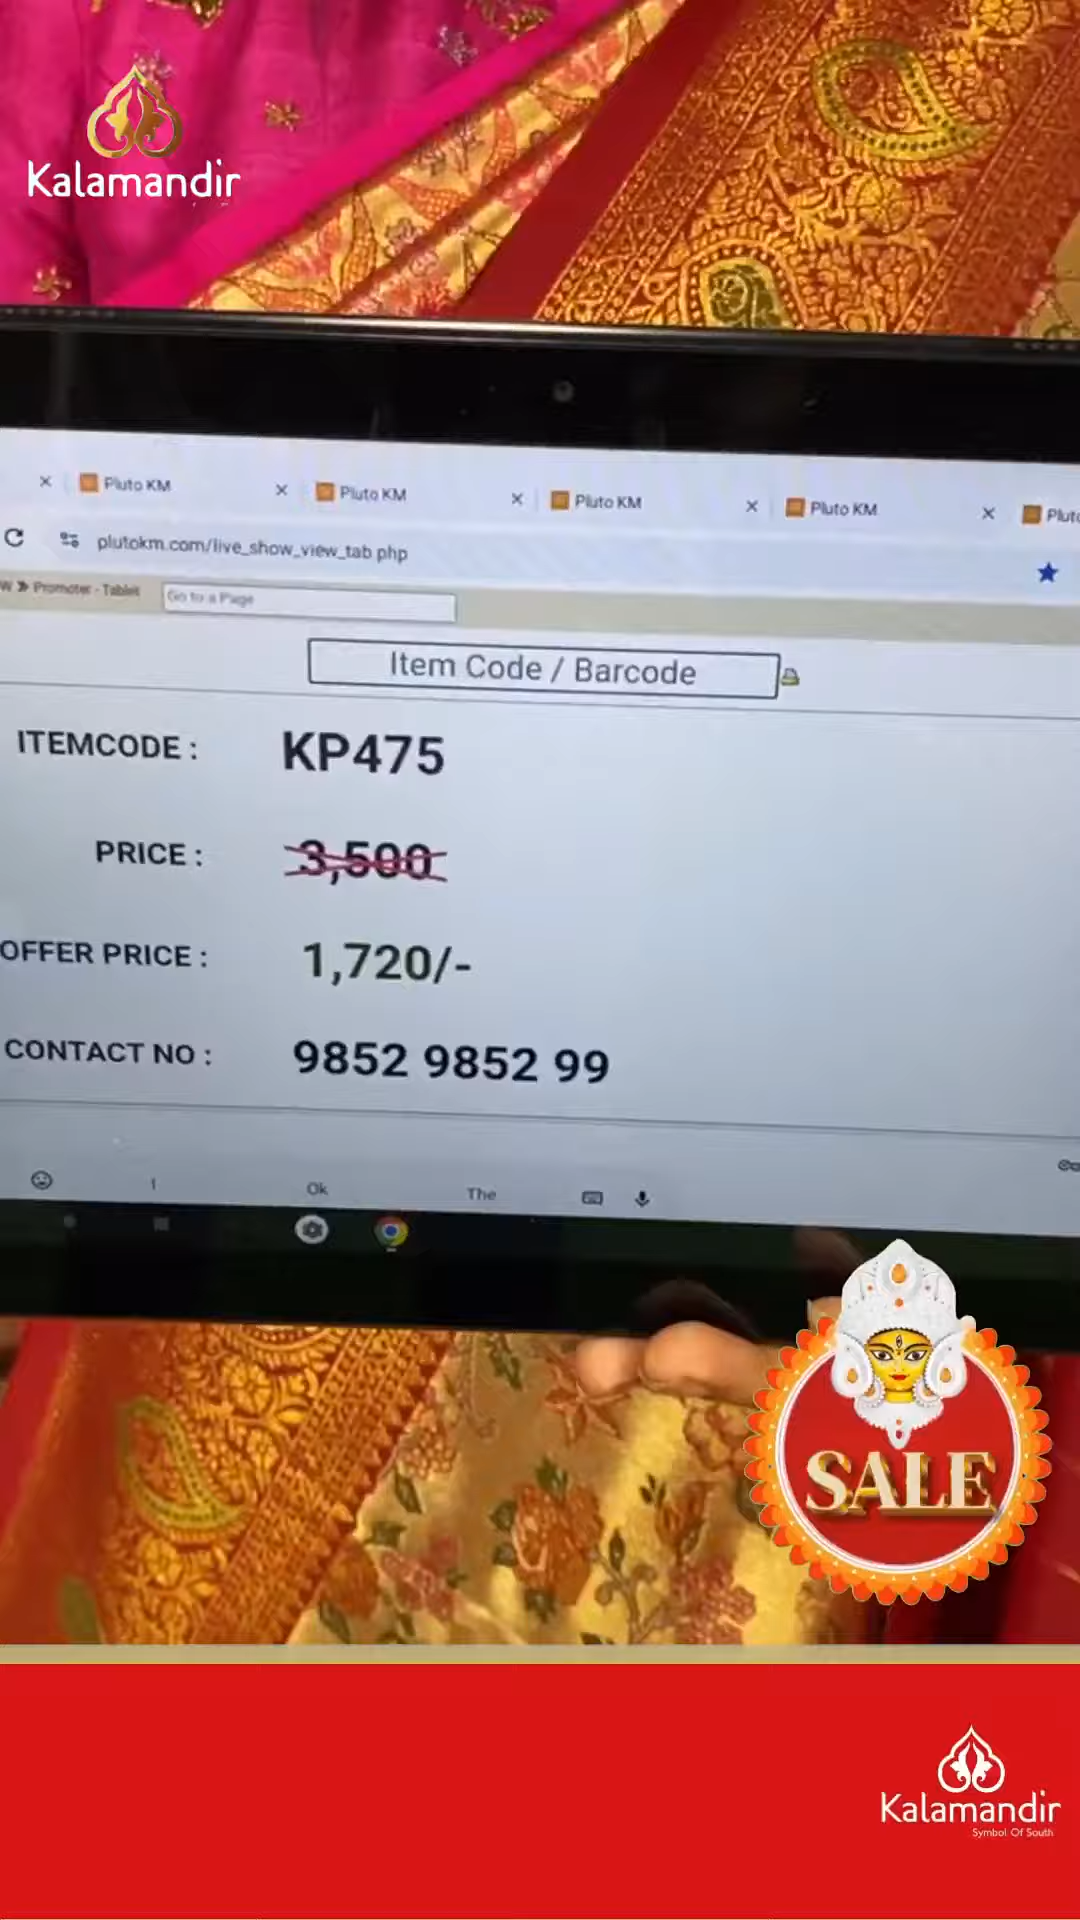 Kalamandir
Pluto KM
Pluto KM
Pluto KM
Pluto KM
plutokm.com/live_show_view_tab.php
Promoter - Tablet
Go to a Page
Item Code / Barcode
ITEMCODE : KP475
PRICE : 3,500
OFFER PRICE : 1,720/-
CONTACT NO : 9852 9852 99
Ok
The
SALE
Kalamandir
Symbol Of South